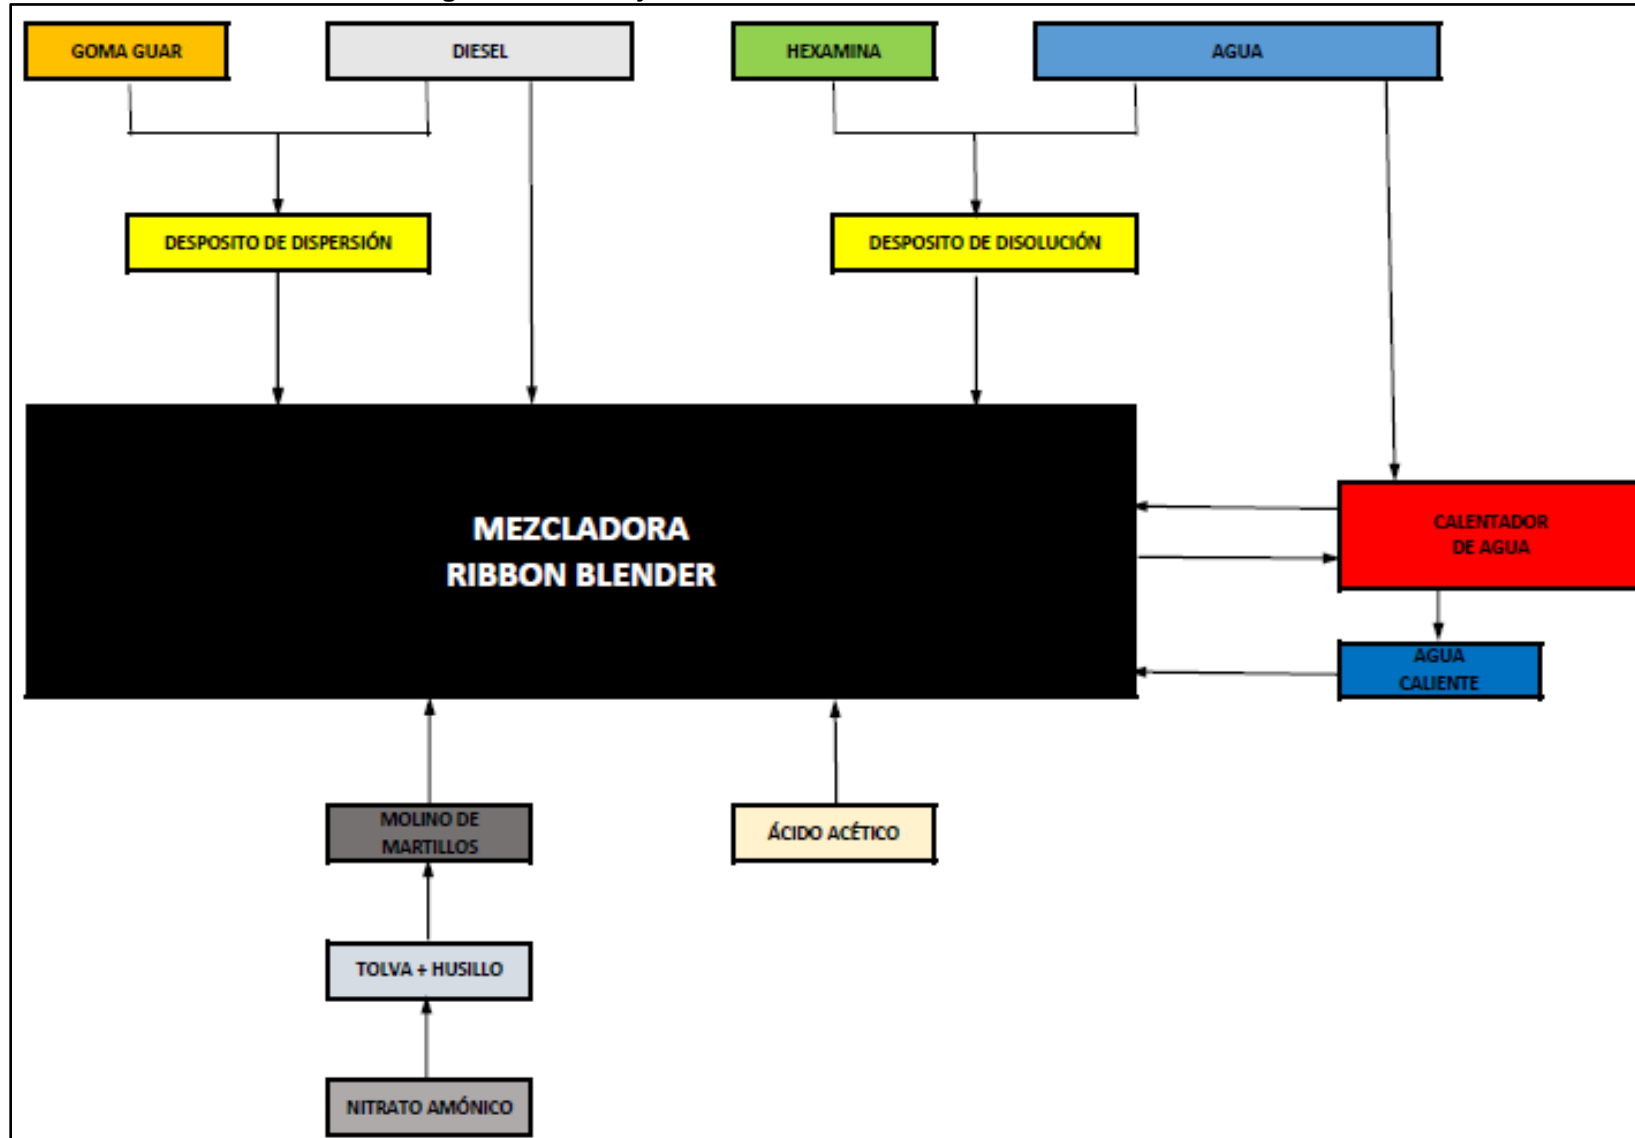 GOMA GUAR
DIESEL
HEXAMINA
AGUA
DESPOSITO DE DISPERSIÓN
DESPOSITO DE DISOLUCIÓN
MEZCLADORA
RIBBON BLENDER
CALENTADOR
DE AGUA
AGUA
CALIENTE
MOLINO DE
MARTILLOS
ÁCIDO ACÉTICO
TOLVA + HUSILLO
NITRATO AMÓNICO